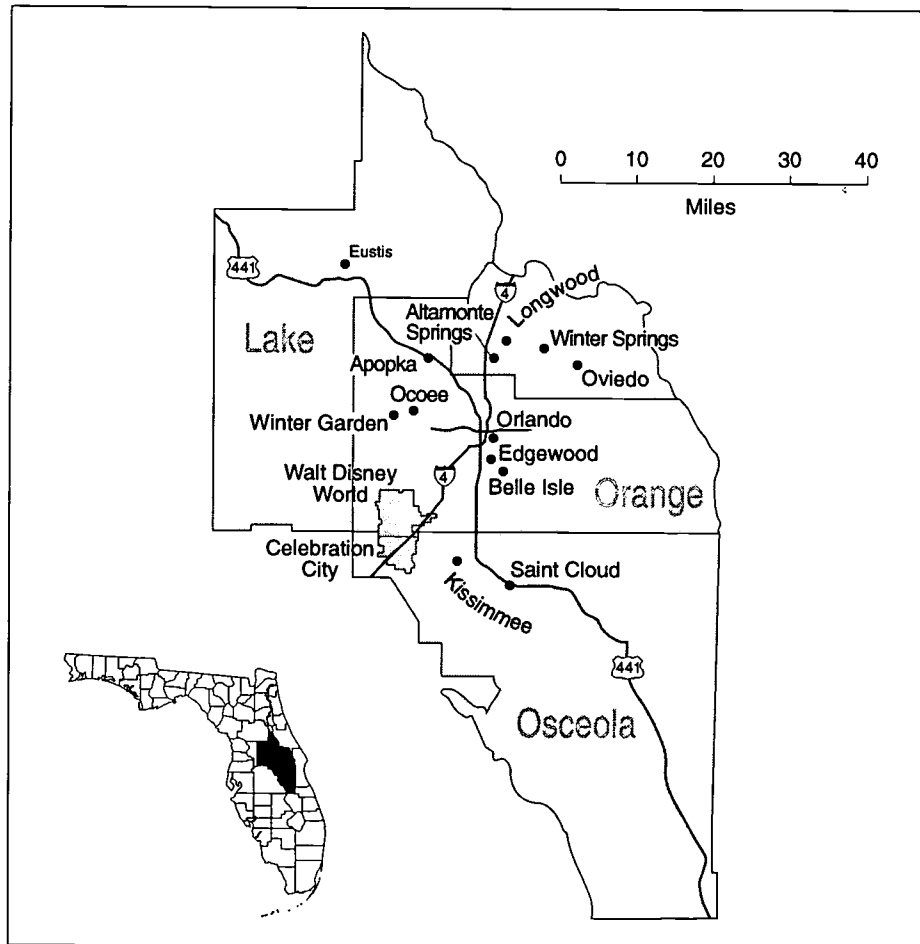 0 10 20 30 40
Miles
Eustis
441
4
Longwood
Altamonte
Springs
Lake
Winter Springs
Apopka
Oviedo
Ocoee
Winter Garden
Orlando
Edgewood
Walt Disney
World
4
Belle Isle
Orange
Celebration
City
Saint Cloud
Kissimmee
441
Osceola